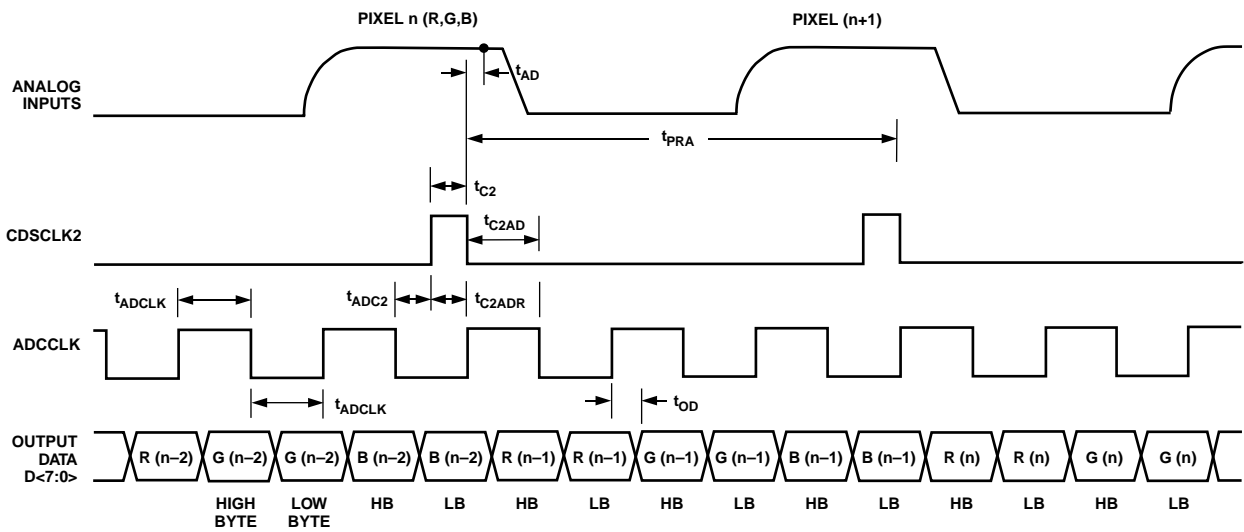 PIXEL n (R,G,B)
PIXEL (n+1)
ANALOG
INPUTS
tAD
tPRA
tC2
CDSCLK2
tC2AD
tADCLK
tADC2
tC2ADR
ADCCLK
tADCLK
tOD
OUTPUT
DATA
D<7:0>
R (n–2) G (n–2) G (n–2) B (n–2) B (n–2) R (n–1) R (n–1) G (n–1) G (n–1) B (n–1) B (n–1) R (n) R (n) G (n) G (n)
HIGH
BYTE
LOW
BYTE
HB LB HB LB HB LB HB LB HB LB HB LB